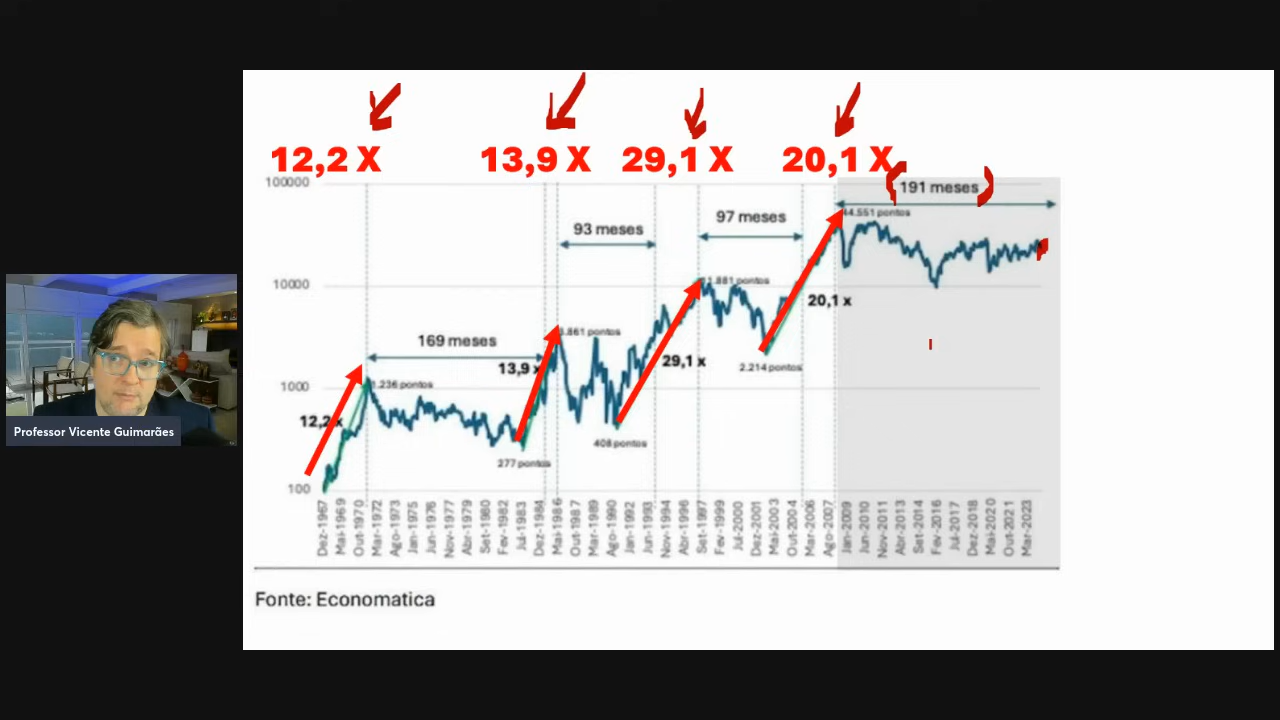 12,2 X
13,9 X
29,1 X
20,1 X
100000
191 meses
44.551 pontos
97 meses
93 meses
10000
11.881 pontos
20,1 x
3.861 pontos
169 meses
29,1 x
13,9 x
2.214 pontos
1000
1.236 pontos
12,2 x
408 pontos
277 pontos
100
Dez-1967
Mai-1969
Out-1970
Mar-1972
Ago-1973
Jan-1975
Jun-1976
Nov-1977
Abr-1979
Set-1980
Fev-1982
Jul-1983
Dez-1984
Mai-1986
Out-1987
Mar-1989
Ago-1990
Jan-1992
Jun-1993
Nov-1994
Abr-1996
Set-1997
Fev-1999
Jul-2000
Dez-2001
Mai-2003
Out-2004
Mar-2006
Ago-2007
Jan-2009
Jun-2010
Nov-2011
Abr-2013
Set-2014
Fev-2016
Jul-2017
Dez-2018
Mai-2020
Out-2021
Mar-2023
Professor Vicente Guimarães
Fonte: Economatica